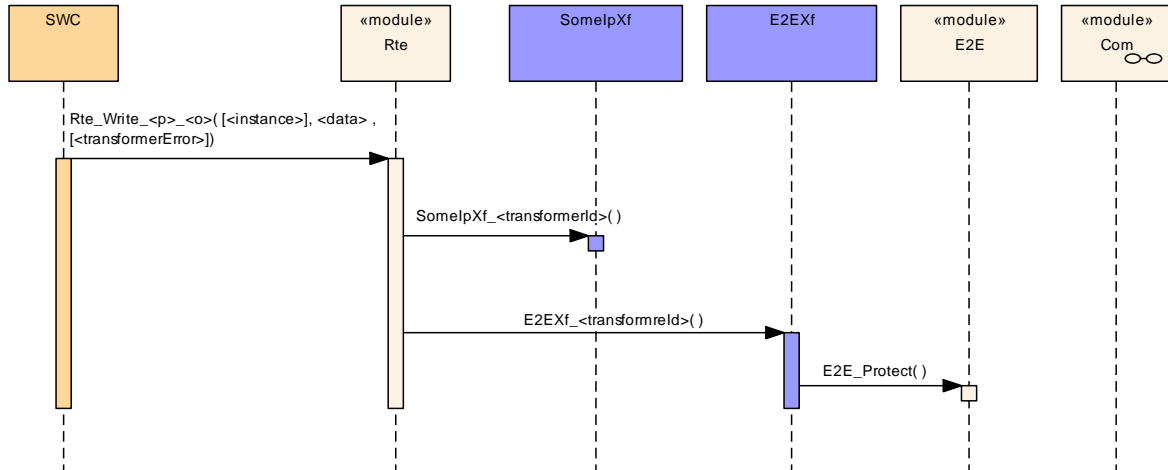 SWC
«module»
Rte
SomeIpXf
E2EXf
«module»
E2E
«module»
Com
Rte_Write_<p>_<o>( [<instance>], <data> ,
[<transformerError>])
SomeIpXf_<transformerId>( )
E2EXf_<transformreId>( )
E2E_Protect( )